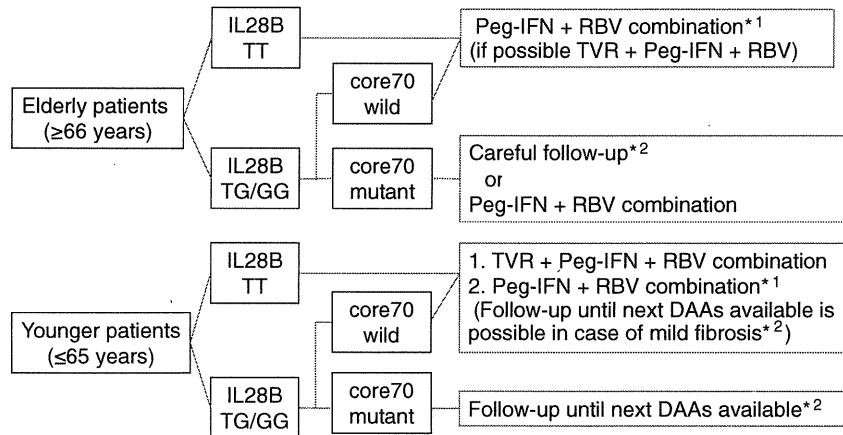 Elderly patients
(≥66 years)
IL28B
TT
IL28B
TG/GG
core70
wild
core70
mutant
Peg-IFN + RBV combination*1
(if possible TVR + Peg-IFN + RBV)
Careful follow-up*2
or
Peg-IFN + RBV combination
Younger patients
(≤65 years)
IL28B
TT
IL28B
TG/GG
core70
wild
core70
mutant
1. TVR + Peg-IFN + RBV combination
2. Peg-IFN + RBV combination*1
(Follow-up until next DAAs available is
possible in case of mild fibrosis*2)
Follow-up until next DAAs available*2